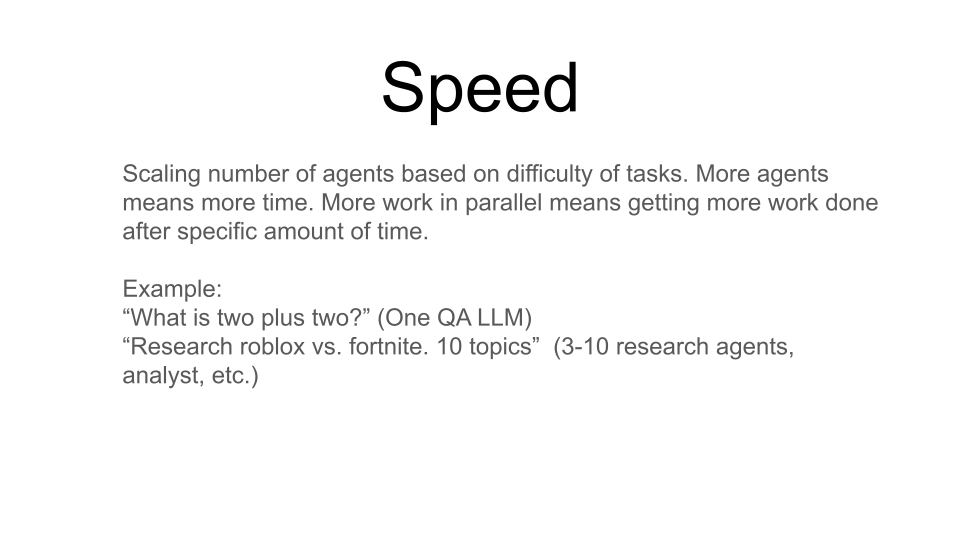 Speed
Scaling number of agents based on difficulty of tasks. More agents
means more time. More work in parallel means getting more work done
after specific amount of time.
Example:
“What is two plus two?” (One QA LLM)
“Research roblox vs. fortnite. 10 topics”  (3-10 research agents,
analyst, etc.)